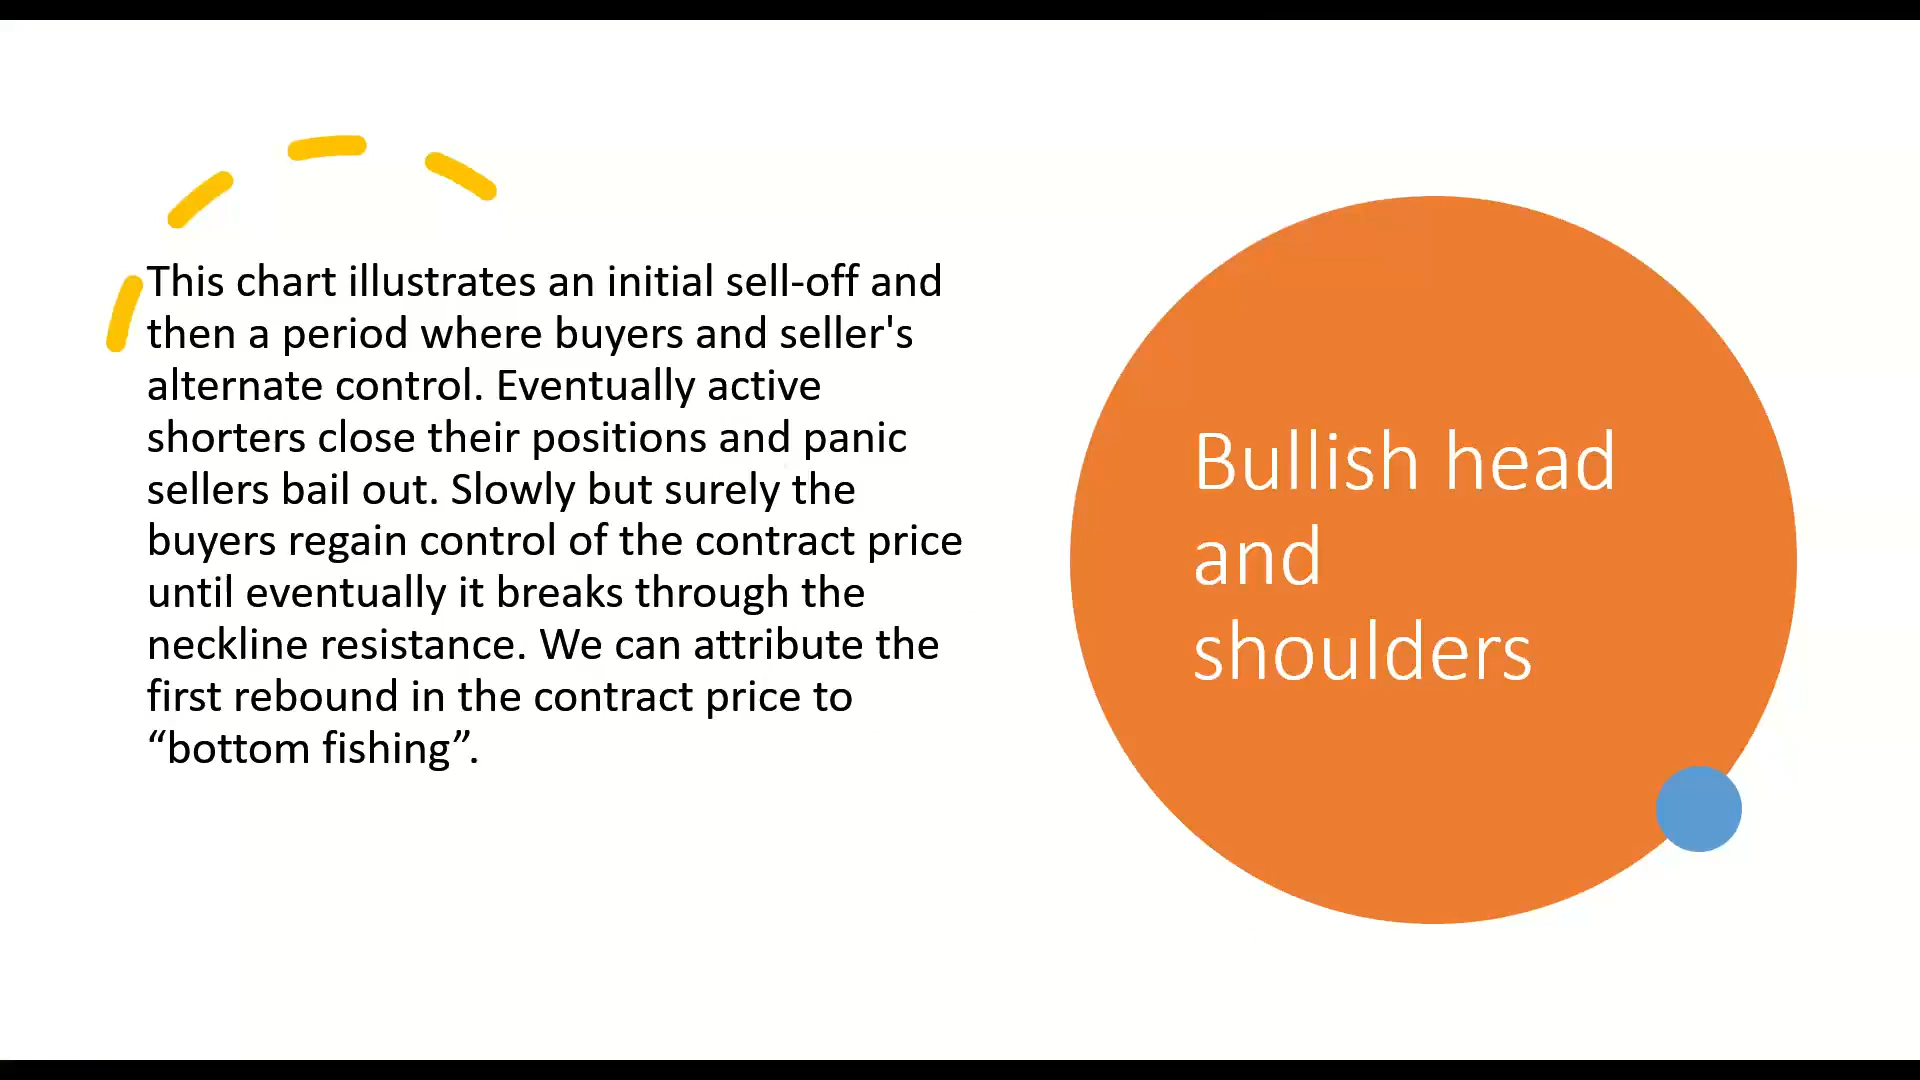 This chart illustrates an initial sell-off and
then a period where buyers and seller's
alternate control. Eventually active
shorters close their positions and panic
sellers bail out. Slowly but surely the
buyers regain control of the contract price
until eventually it breaks through the
neckline resistance. We can attribute the
first rebound in the contract price to
“bottom fishing”.
Bullish head
and
shoulders